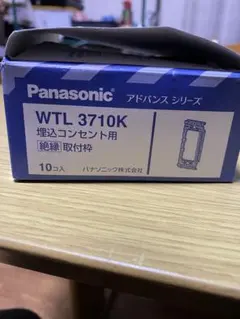 Panasonic アドバンス シリーズ
WTL 3710K
埋込コンセント用
絶縁 取付枠
10コ入 パナソニック株式会社